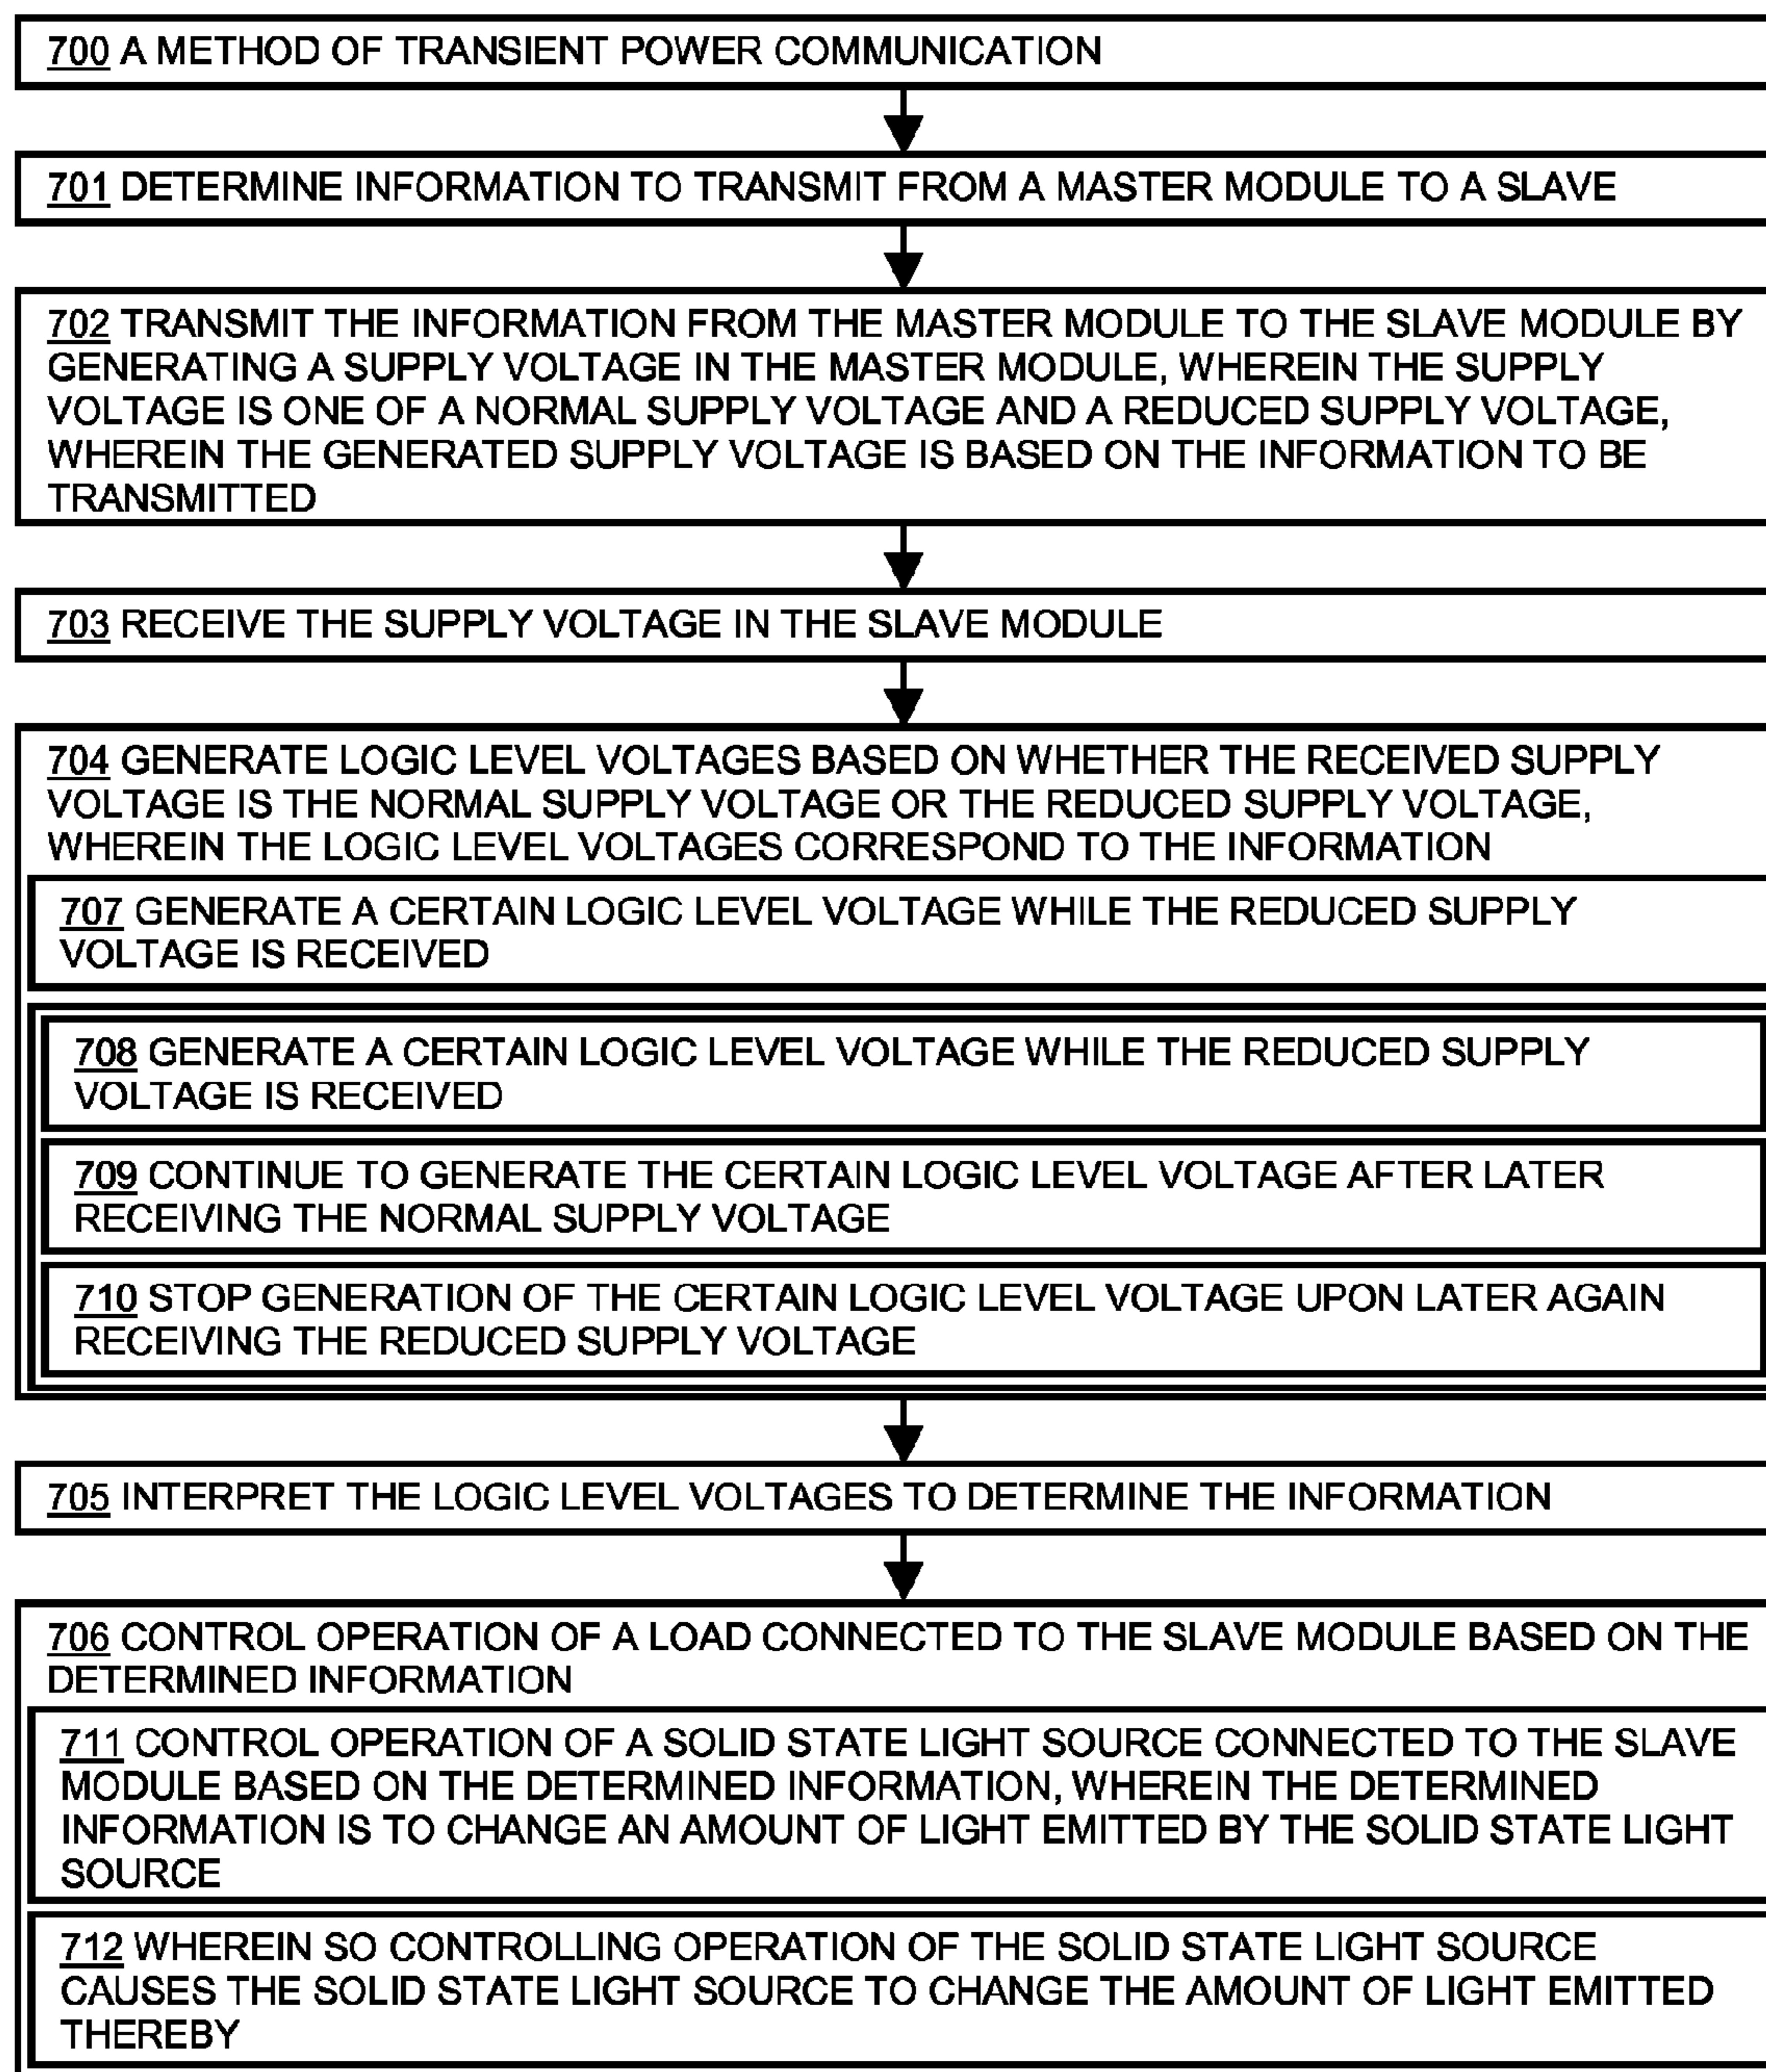 700 A METHOD OF TRANSIENT POWER COMMUNICATION
701 DETERMINE INFORMATION TO TRANSMIT FROM A MASTER MODULE TO A SLAVE
702 TRANSMIT THE INFORMATION FROM THE MASTER MODULE TO THE SLAVE MODULE BY
GENERATING A SUPPLY VOLTAGE IN THE MASTER MODULE, WHEREIN THE SUPPLY
VOLTAGE IS ONE OF A NORMAL SUPPLY VOLTAGE AND A REDUCED SUPPLY VOLTAGE,
WHEREIN THE GENERATED SUPPLY VOLTAGE IS BASED ON THE INFORMATION TO BE
TRANSMITTED
703 RECEIVE THE SUPPLY VOLTAGE IN THE SLAVE MODULE
704 GENERATE LOGIC LEVEL VOLTAGES BASED ON WHETHER THE RECEIVED SUPPLY
VOLTAGE IS THE NORMAL SUPPLY VOLTAGE OR THE REDUCED SUPPLY VOLTAGE,
WHEREIN THE LOGIC LEVEL VOLTAGES CORRESPOND TO THE INFORMATION
707 GENERATE A CERTAIN LOGIC LEVEL VOLTAGE WHILE THE REDUCED SUPPLY
VOLTAGE IS RECEIVED
708 GENERATE A CERTAIN LOGIC LEVEL VOLTAGE WHILE THE REDUCED SUPPLY
VOLTAGE IS RECEIVED
709 CONTINUE TO GENERATE THE CERTAIN LOGIC LEVEL VOLTAGE AFTER LATER
RECEIVING THE NORMAL SUPPLY VOLTAGE
710 STOP GENERATION OF THE CERTAIN LOGIC LEVEL VOLTAGE UPON LATER AGAIN
RECEIVING THE REDUCED SUPPLY VOLTAGE
705 INTERPRET THE LOGIC LEVEL VOLTAGES TO DETERMINE THE INFORMATION
706 CONTROL OPERATION OF A LOAD CONNECTED TO THE SLAVE MODULE BASED ON THE
DETERMINED INFORMATION
711 CONTROL OPERATION OF A SOLID STATE LIGHT SOURCE CONNECTED TO THE SLAVE
MODULE BASED ON THE DETERMINED INFORMATION, WHEREIN THE DETERMINED
INFORMATION IS TO CHANGE AN AMOUNT OF LIGHT EMITTED BY THE SOLID STATE LIGHT
SOURCE
712 WHEREIN SO CONTROLLING OPERATION OF THE SOLID STATE LIGHT SOURCE
CAUSES THE SOLID STATE LIGHT SOURCE TO CHANGE THE AMOUNT OF LIGHT EMITTED
THEREBY